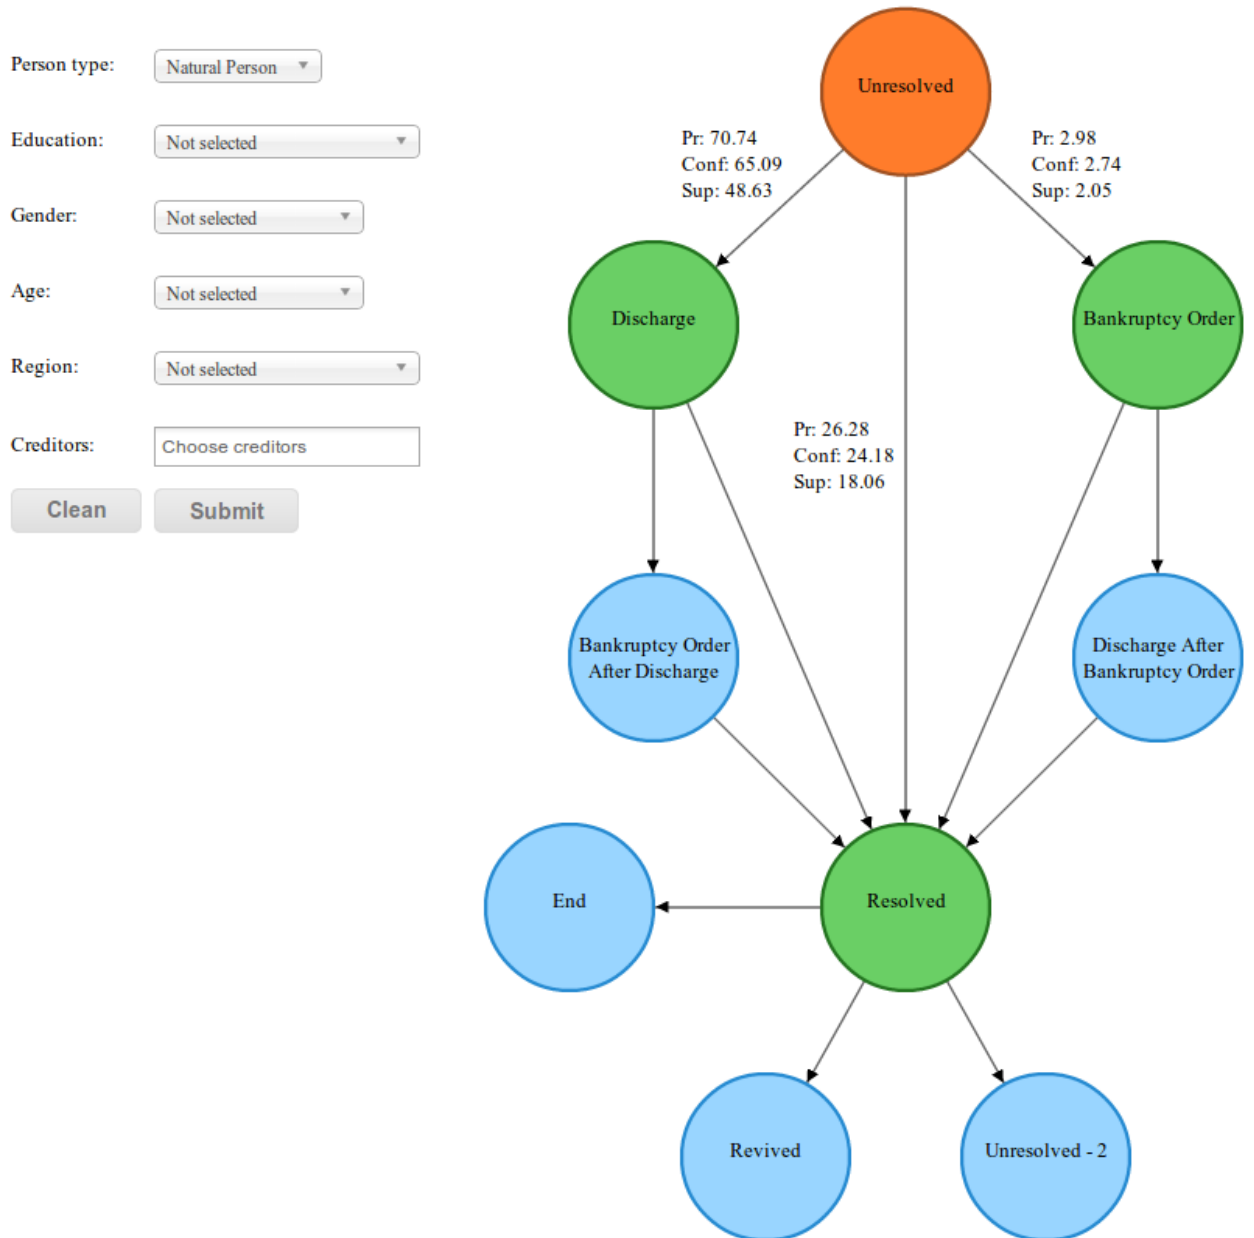 Person type:
Natural Person
Education:
Not selected
Gender:
Not selected
Age:
Not selected
Region:
Not selected
Creditors:
Choose creditors
Clean
Submit
Unresolved
Pr: 70.74
Conf: 65.09
Sup: 48.63
Pr: 2.98
Conf: 2.74
Sup: 2.05
Discharge
Bankruptcy Order
Pr: 26.28
Conf: 24.18
Sup: 18.06
Bankruptcy Order
After Discharge
Discharge After
Bankruptcy Order
End
Resolved
Revived
Unresolved - 2